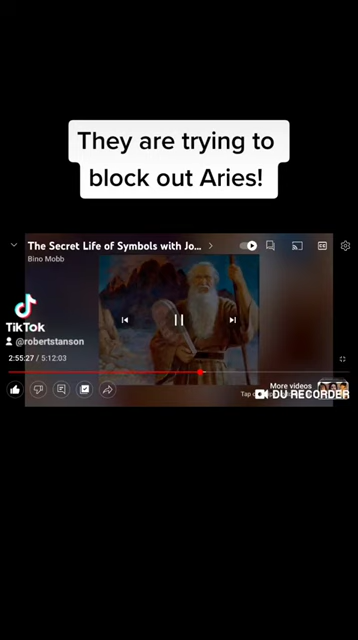 They are trying to
block out Aries!
The Secret Life of Symbols with Jo...
Bino Mobb
TikTok
@robertstanson
2:55:27 / 5:12:03
More videos
DU RECORDER